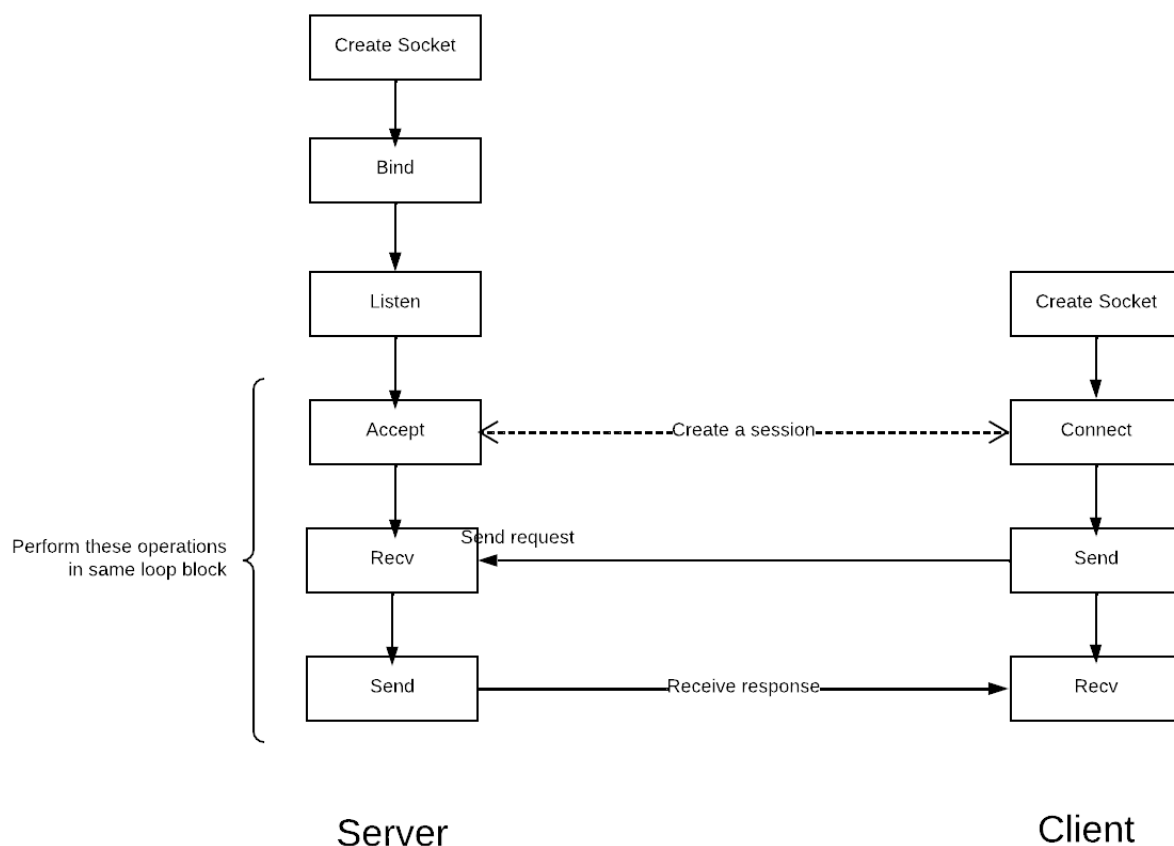 Create Socket
Bind
Listen
Create Socket
Accept
Create a session
Connect
Send request
Perform these operations
in same loop block
Recv
Send
Send
Receive response
Recv
Server
Client